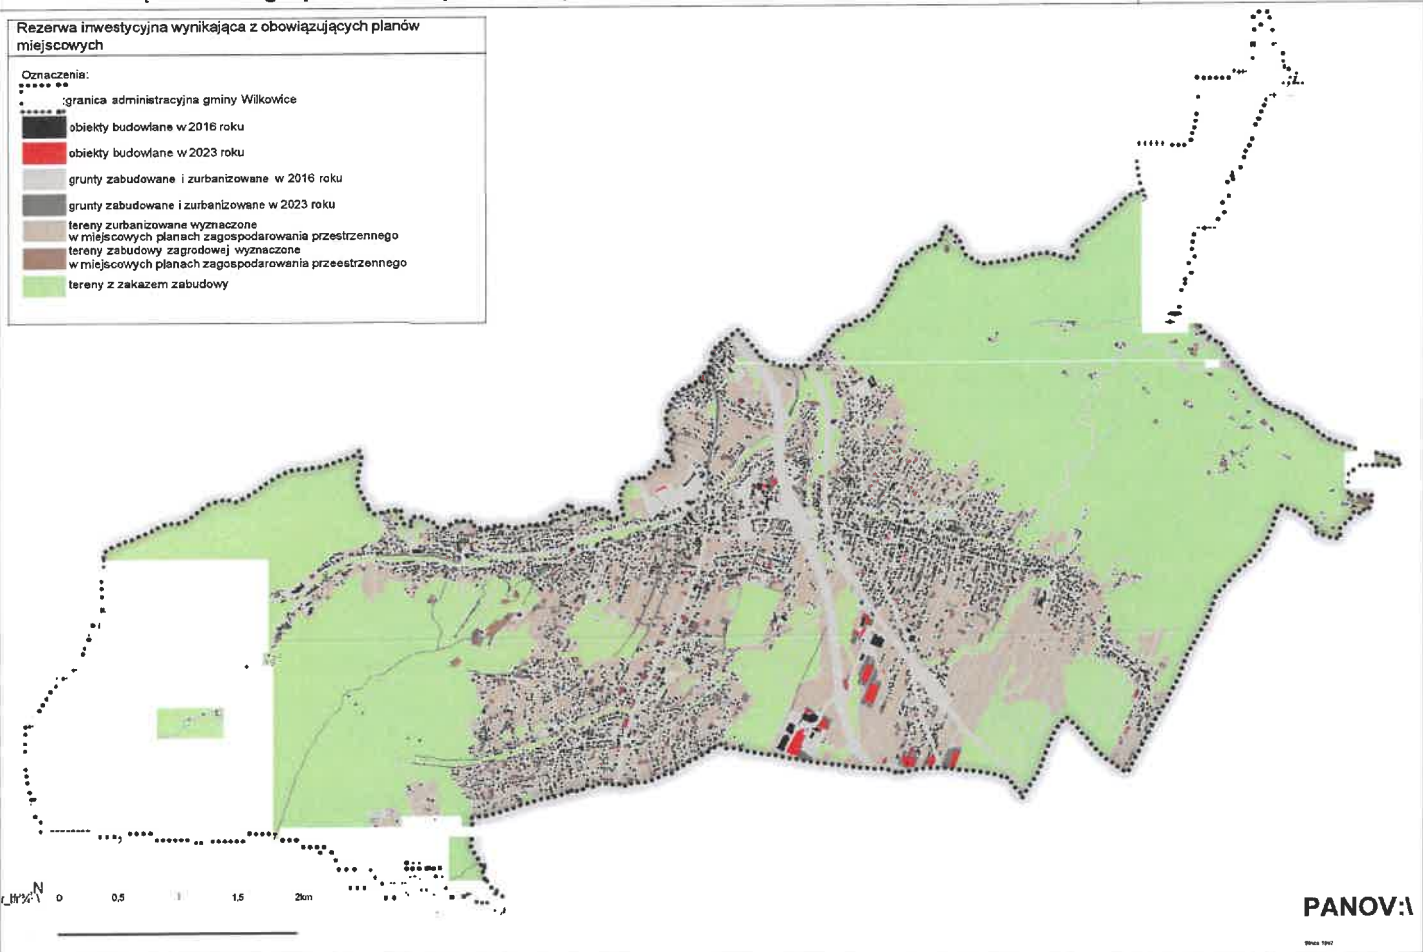 Rezerwa inwestycyjna wynikająca z obowiązujących planów
miejscowych
Oznaczenia:
:granica administracyjna gminy Wilkowice
obiekty budowlane w 2016 roku
obiekty budowlane w 2023 roku
grunty zabudowane i zurbanizowane w 2016 roku
grunty zabudowane i zurbanizowane w 2023 roku
tereny zurbanizowane wyznaczone
w miejscowych planach zagospodarowania przestrzennego
tereny zabudowy zagrodowej wyznaczone
w miejscowych planach zagospodarowania przeestrzennego
tereny z zakazem zabudowy
N
0 0,5 1 1,5 2km
PANOV:\